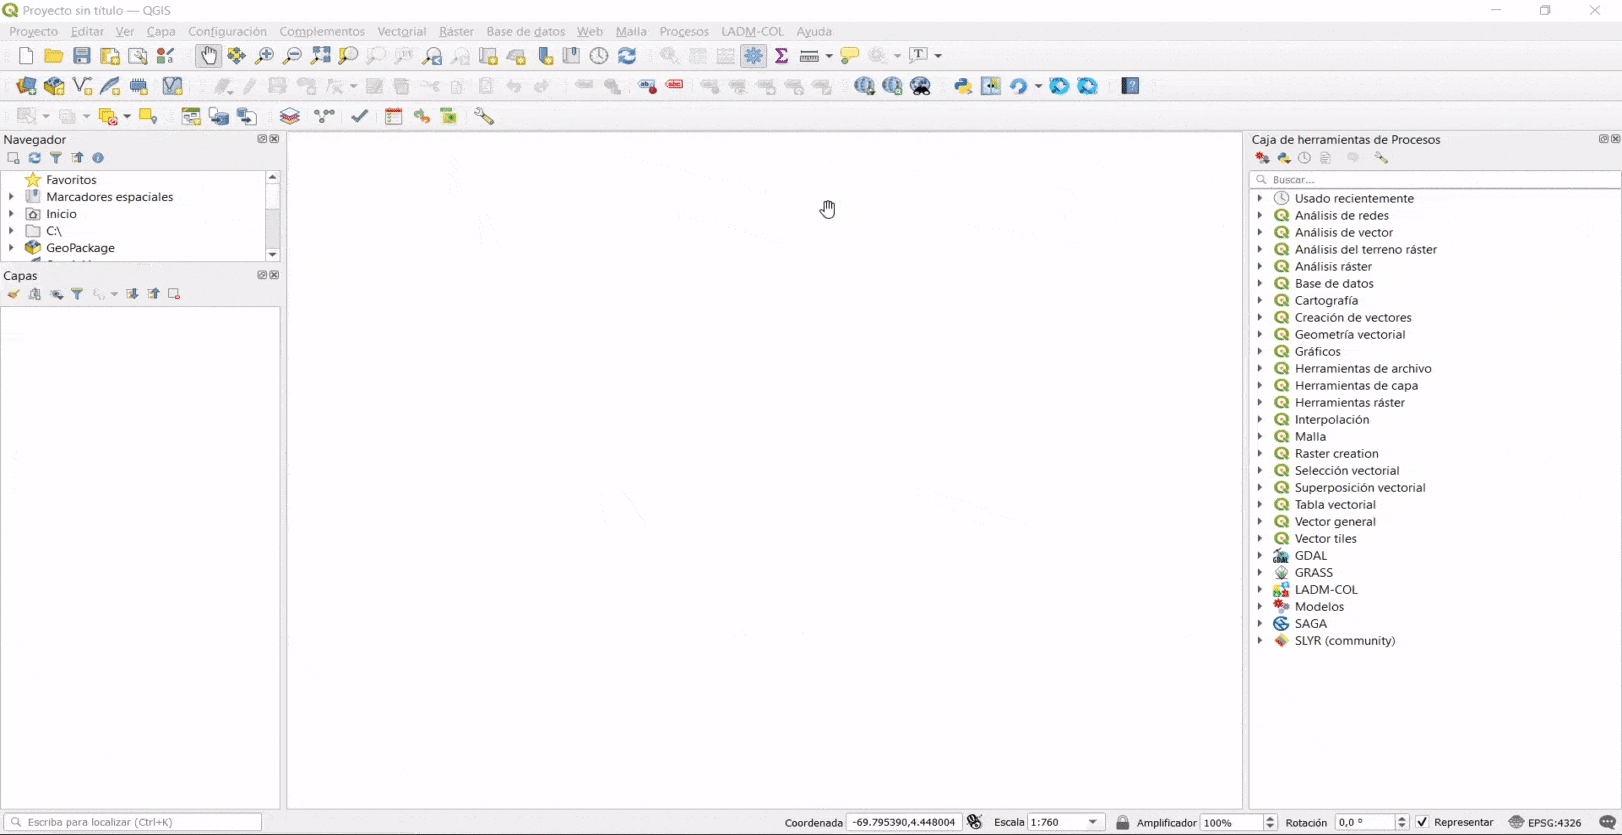 Proyecto sin título — QGIS
Proyecto Editar Ver Capa Configuración Complementos Vectorial Ráster Base de datos Web Malla Procesos LADM-COL Ayuda
Navegador
Favoritos
Marcadores espaciales
Inicio
C:\
GeoPackage
Capas
Caja de herramientas de Procesos
Buscar...
Usado recientemente
Análisis de redes
Análisis de vector
Análisis del terreno ráster
Análisis ráster
Base de datos
Cartografía
Creación de vectores
Geometría vectorial
Gráficos
Herramientas de archivo
Herramientas de capa
Herramientas ráster
Interpolación
Malla
Raster creation
Selección vectorial
Superposición vectorial
Tabla vectorial
Vector general
Vector tiles
GDAL
GRASS
LADM-COL
Modelos
SAGA
SLYR (community)
Escriba para localizar (Ctrl+K) Coordenada -69.795390,4.448004 Escala 1:760 Amplificador 100% Rotación 0,0 ° Representar EPSG:4326